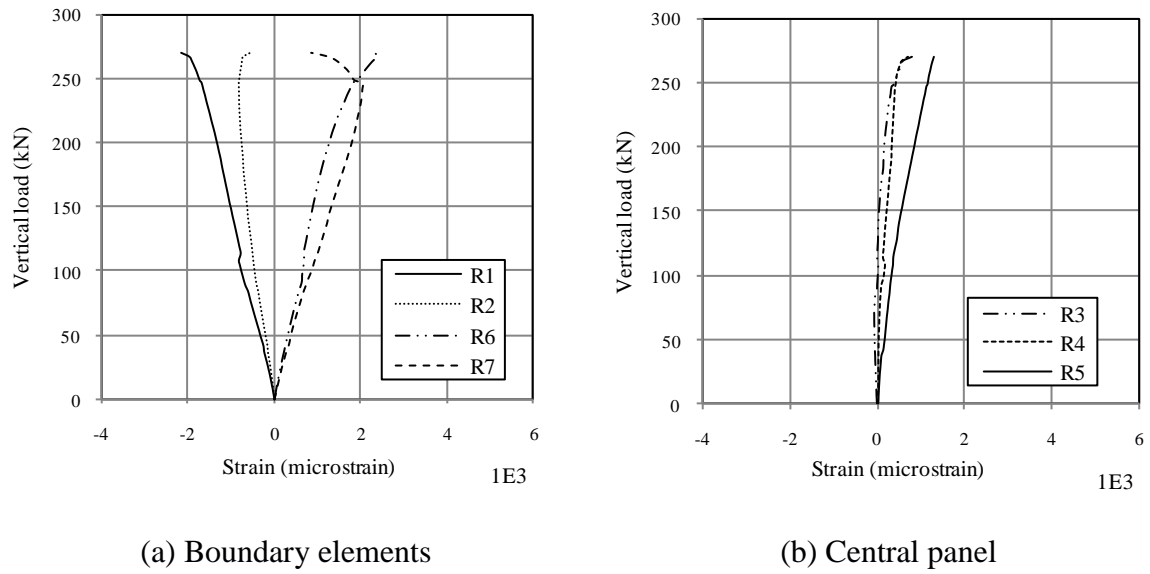 300
250
200
150
100
50
0
Vertical load (kN)
R1
R2
R6
R7
-4
-2
0
2
4
6
Strain (microstrain)
1E3
(a) Boundary elements
300
250
200
150
100
50
0
Vertical load (kN)
R3
R4
R5
-4
-2
0
2
4
6
Strain (microstrain)
1E3
(b) Central panel